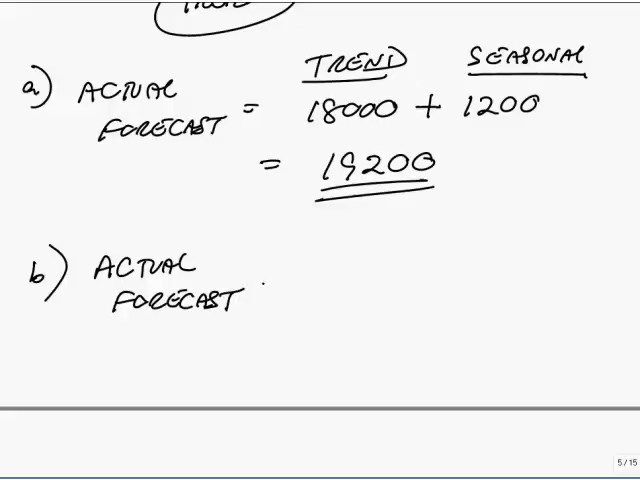 TREND SEASONAL
a) ACTUAL
FORECAST = 18000 + 1200
= 19200
b) ACTUAL
FORECAST
5 / 15